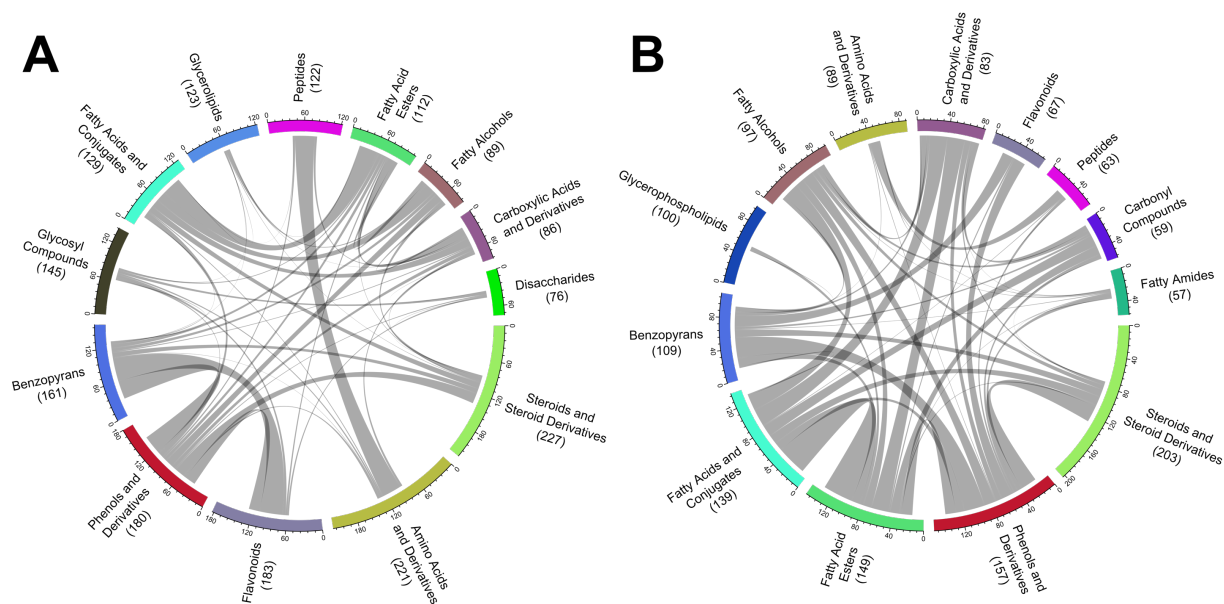 A
Glycerolipids
(123)
Peptides
(122)
Fatty Acid
Esters
(112)
Fatty Alcohols
(89)
Carboxylic Acids
and Derivatives
(86)
Disaccharides
(76)
Steroids and
Steroid Derivatives
(227)
Amino Acids
and Derivatives
(221)
Flavonoids
(183)
Phenols and
Derivatives
(180)
Benzopyrans
(161)
Glycosyl
Compounds
(145)
Fatty Acids and
Conjugates
(129)
B
Amino Acids
and Derivatives
(89)
Carboxylic Acids
and Derivatives
(83)
Flavonoids
(67)
Peptides
(63)
Carbonyl
Compounds
(59)
Fatty Amides
(57)
Steroids and
Steroid Derivatives
(203)
Phenols and
Derivatives
(157)
Fatty Acid
Esters
(149)
Fatty Acids and
Conjugates
(139)
Benzopyrans
(109)
Glycerophospholipids
(100)
Fatty Alcohols
(97)